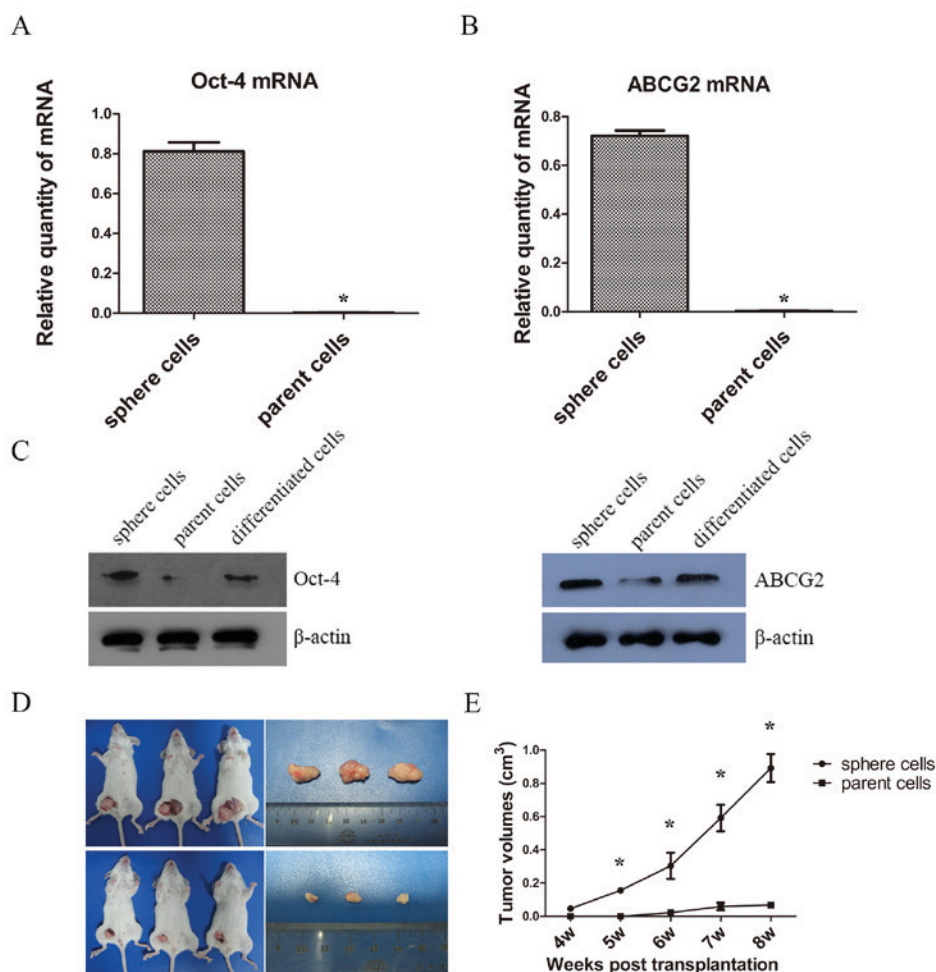 A
Oct-4 mRNA
Relative quantity of mRNA
1.0
0.8
0.6
0.4
0.2
0.0
*
sphere cells
parent cells
B
ABCG2 mRNA
Relative quantity of mRNA
0.8
0.6
0.4
0.2
0.0
*
sphere cells
parent cells
C
sphere cells
parent cells
differentiated cells
Oct-4
β-actin
sphere cells
parent cells
differentiated cells
ABCG2
β-actin
D
E
Tumor volumes (cm³)
1.0
0.8
0.6
0.4
0.2
0.0
*
*
*
*
sphere cells
parent cells
4w
5w
6w
7w
8w
Weeks post transplantation